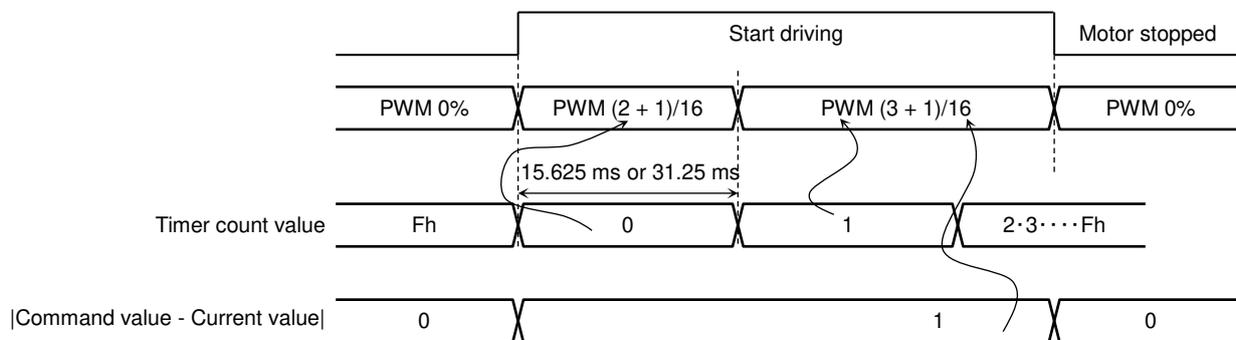 Start driving
Motor stopped
PWM 0%
PWM (2 + 1)/16
PWM (3 + 1)/16
PWM 0%
15.625 ms or 31.25 ms
Timer count value
Fh
0
1
2･3････Fh
|Command value - Current value|
0
1
0